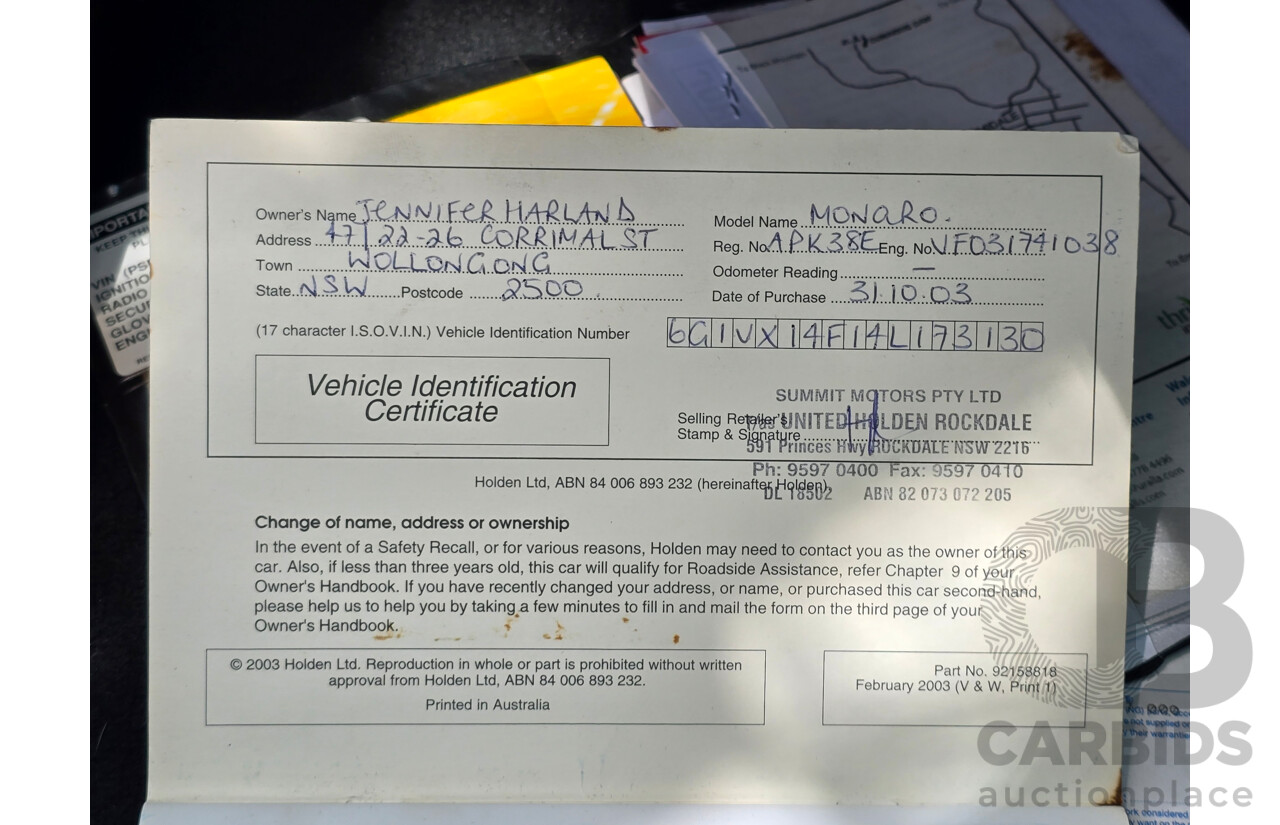 Owner's Name JENNIFER HARLAND
Address 47/22-26 CORRIMAL ST
Town WOLLONGONG
State NSW Postcode 2500
Model Name MONARO.
Reg. No APK38E Eng. No VF031741038
Odometer Reading —
Date of Purchase 31.10.03
(17 character I.S.O.V.I.N.) Vehicle Identification Number 6G1VX14F14L173130
Vehicle Identification
Certificate
Selling Retailer's
Stamp & Signature
SUMMIT MOTORS PTY LTD
UNITED HOLDEN ROCKDALE
591 Princes Hwy ROCKDALE NSW 2216
Ph: 9597 0400 Fax: 9597 0410
DL 18502 ABN 82 073 072 205
Holden Ltd, ABN 84 006 893 232 (hereinafter Holden).
Change of name, address or ownership
In the event of a Safety Recall, or for various reasons, Holden may need to contact you as the owner of this
car. Also, if less than three years old, this car will qualify for Roadside Assistance, refer Chapter 9 of your
Owner's Handbook. If you have recently changed your address, or name, or purchased this car second-hand,
please help us to help you by taking a few minutes to fill in and mail the form on the third page of your
Owner's Handbook.
© 2003 Holden Ltd. Reproduction in whole or part is prohibited without written
approval from Holden Ltd, ABN 84 006 893 232.
Printed in Australia
Part No. 92158818
February 2003 (V & W, Print 1)
CARBIDS
auctionplace